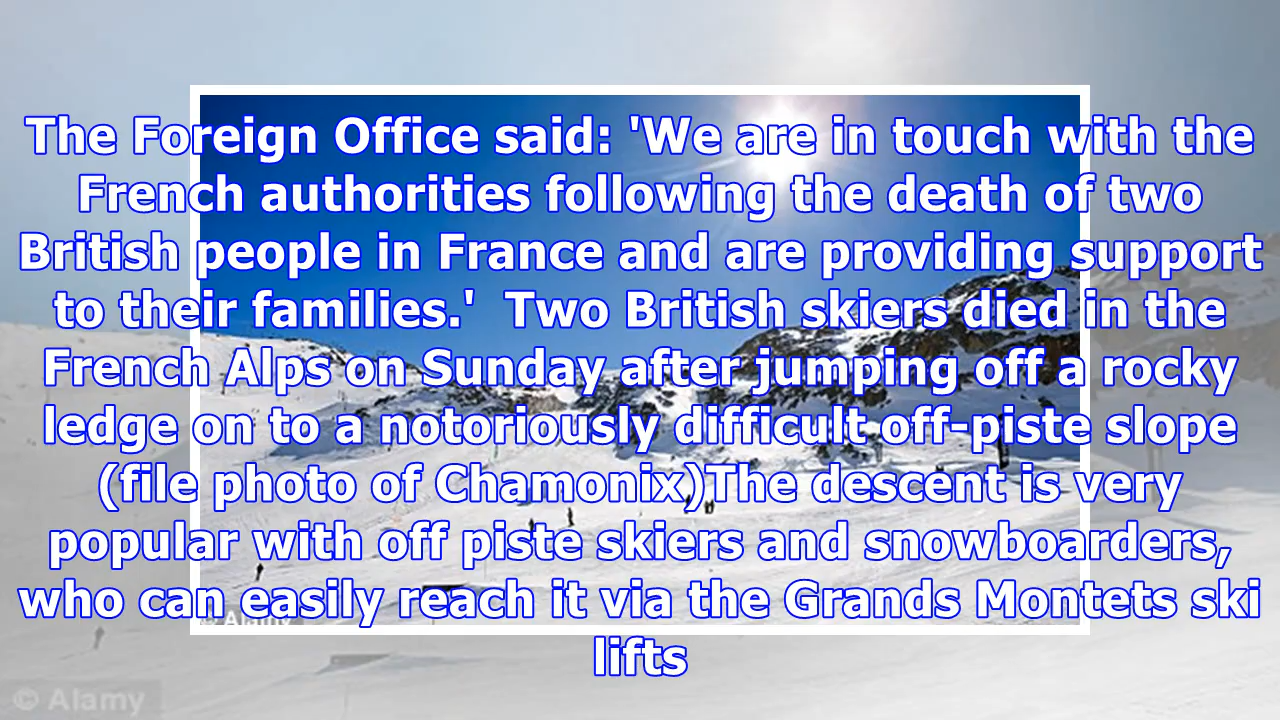 The Foreign Office said: 'We are in touch with the
French authorities following the death of two
British people in France and are providing support
to their families.'  Two British skiers died in the
French Alps on Sunday after jumping off a rocky
ledge on to a notoriously difficult off-piste slope
(file photo of Chamonix)The descent is very
popular with off piste skiers and snowboarders,
who can easily reach it via the Grands Montets ski
lifts
© Alamy
© Alamy